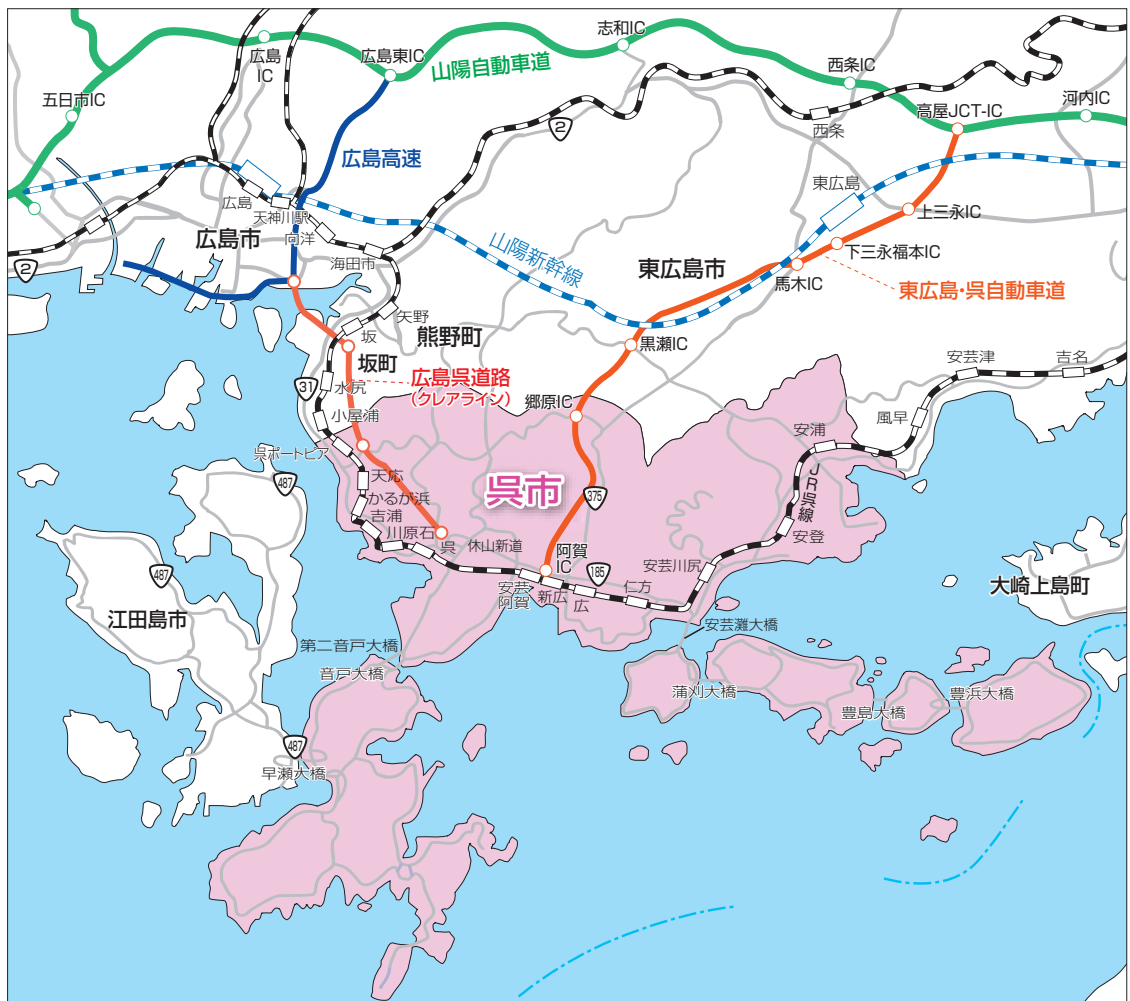 志和IC
広島
IC
広島東IC
山陽自動車道
西条IC
五日市IC
高屋JCT-IC
河内IC
2
西条
広島高速
東広島
広島
天神川駅
向洋
広島市
上三永IC
山陽新幹線
下三永福本IC
海田市
2
東広島市
馬木IC
東広島・呉自動車道
矢野
坂
熊野町
黒瀬IC
坂町
安芸津
吉名
広島呉道路
(クレアライン)
31
水尻
郷原IC
小屋浦
風早
安浦
呉ポートピア
JR呉線
天応
487
呉市
375
かるが浜
吉浦
川原石
呉
休山新道
安登
阿賀
IC
安芸川尻
487
185
安芸
阿賀
新広
広
仁方
大崎上島町
江田島市
安芸灘大橋
第二音戸大橋
音戸大橋
蒲刈大橋
豊浜大橋
豊島大橋
487
早瀬大橋